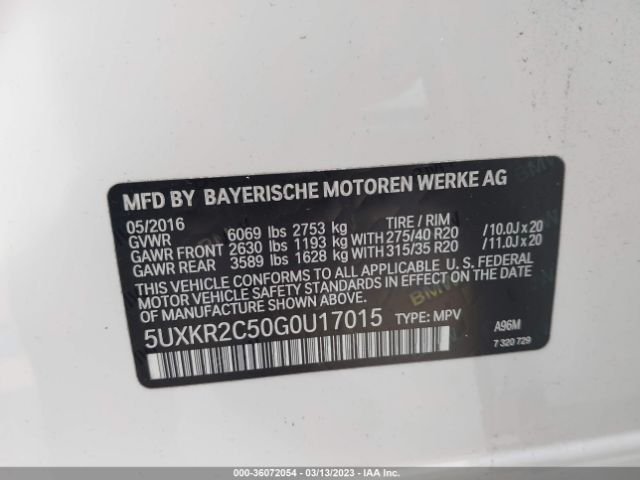 MFD BY BAYERISCHE MOTOREN WERKE AG
05/2016 TIRE / RIM
GVWR 6069 lbs 2753 kg
GAWR FRONT 2630 lbs 1193 kg WITH 275/40 R20 /10.0J x 20
GAWR REAR 3589 lbs 1628 kg WITH 315/35 R20 /11.0J x 20
THIS VEHICLE CONFORMS TO ALL APPLICABLE U. S. FEDERAL
MOTOR VEHICLE SAFETY STANDARDS IN EFFECT ON THE DATE OF
MANUFACTURE SHOWN ABOVE.
5UXKR2C50G0U17015 TYPE: MPV A96M
7 320 729
000-36072054 - 03/13/2023 - IAAI.COM